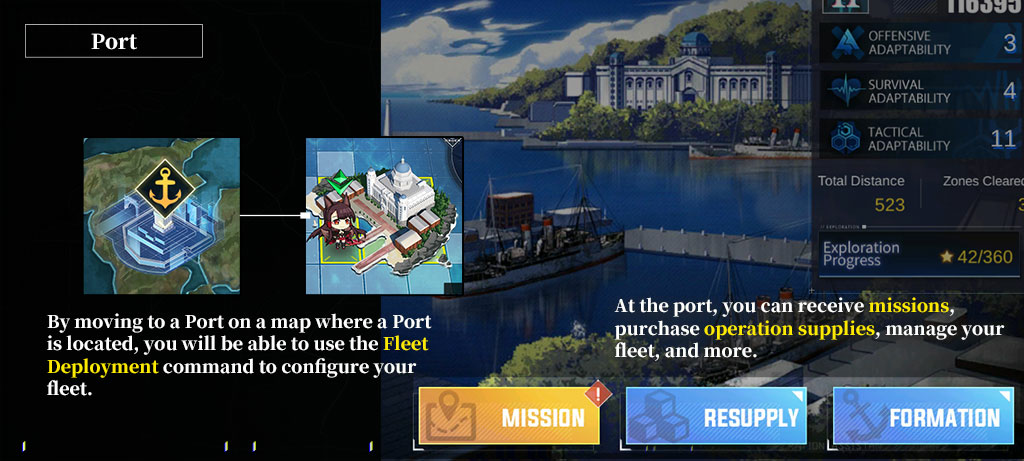 Port
By moving to a Port on a map where a Port
is located, you will be able to use the Fleet
Deployment command to configure your
fleet.
116395
OFFENSIVE
ADAPTABILITY
3
SURVIVAL
ADAPTABILITY
4
TACTICAL
ADAPTABILITY
11
Total Distance
Zones Cleared
523
EXPLORATION
Exploration
Progress
42/360
At the port, you can receive missions,
purchase operation supplies, manage your
fleet, and more.
MISSION
!
RESUPPLY
FORMATION